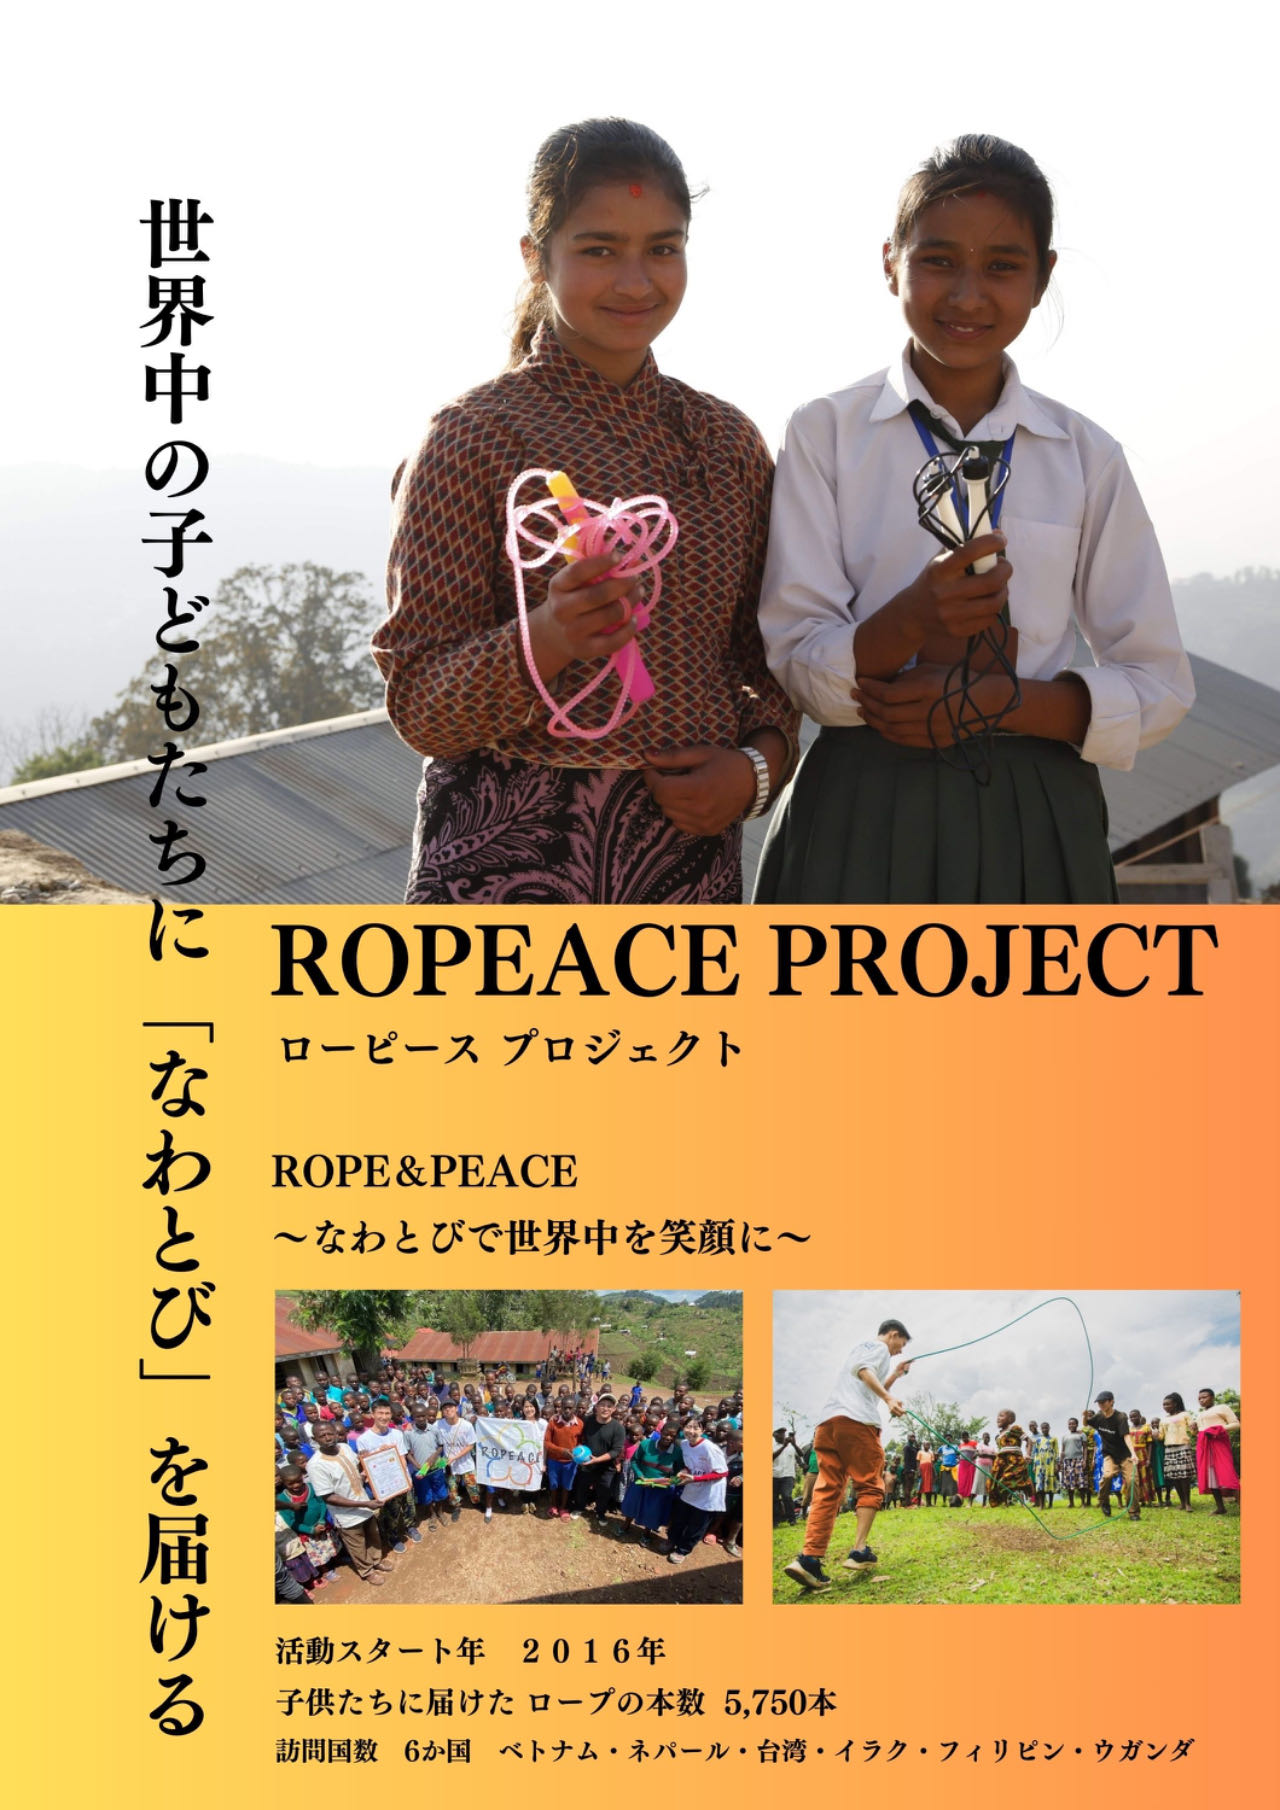 世界中の子どもたちに「なわとび」を届ける
ROPEACE PROJECT
ローピース プロジェクト
ROPE&PEACE
～なわとびで世界中を笑顔に～
ROPEACE
活動スタート年　２０１６年
子供たちに届けた ロープの本数 5,750本
訪問国数　6か国　ベトナム・ネパール・台湾・イラク・フィリピン・ウガンダ